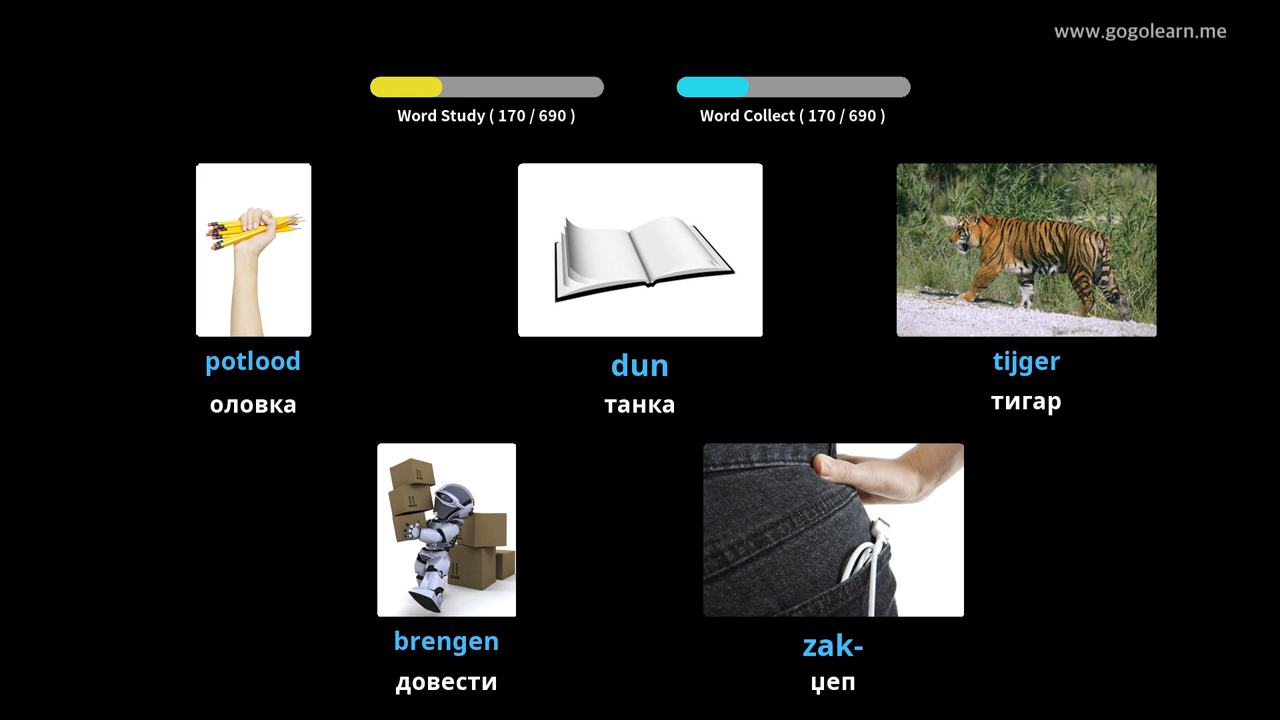 www.gogolearn.me
Word Study ( 170 / 690 )
Word Collect ( 170 / 690 )
potlood
оловка
dun
танка
tijger
тигар
brengen
довести
zak-
џеп